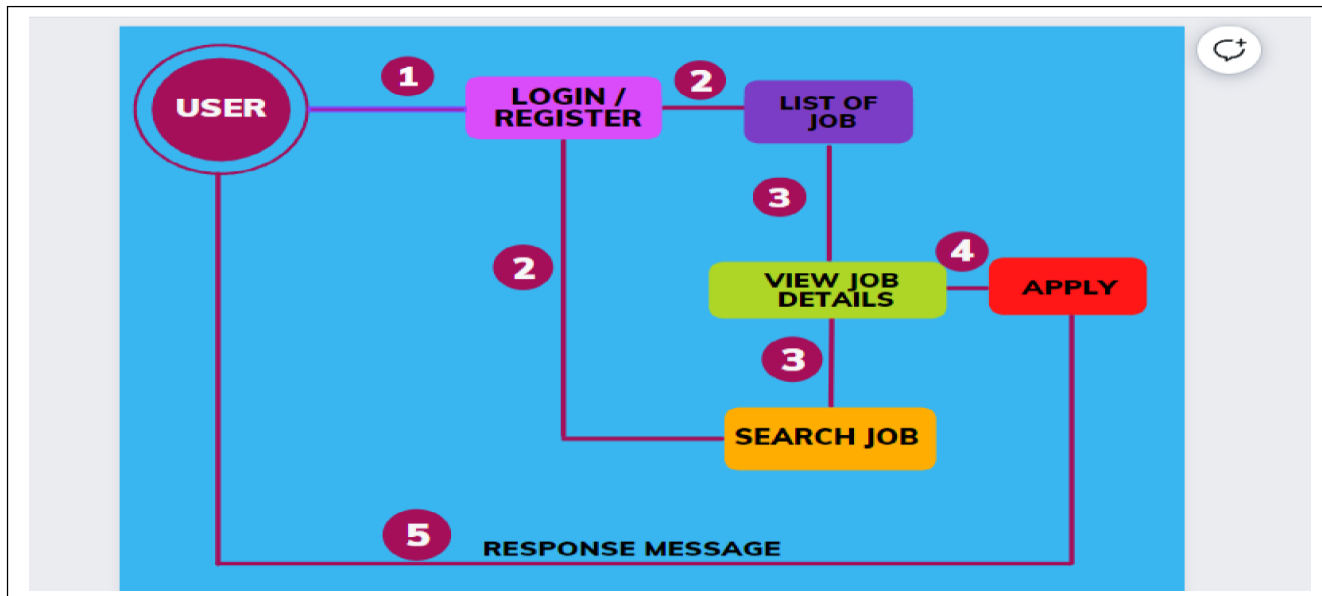 USER
1
LOGIN /
REGISTER
2
LIST OF
JOB
3
2
VIEW JOB
DETAILS
4
APPLY
3
SEARCH JOB
5
RESPONSE MESSAGE